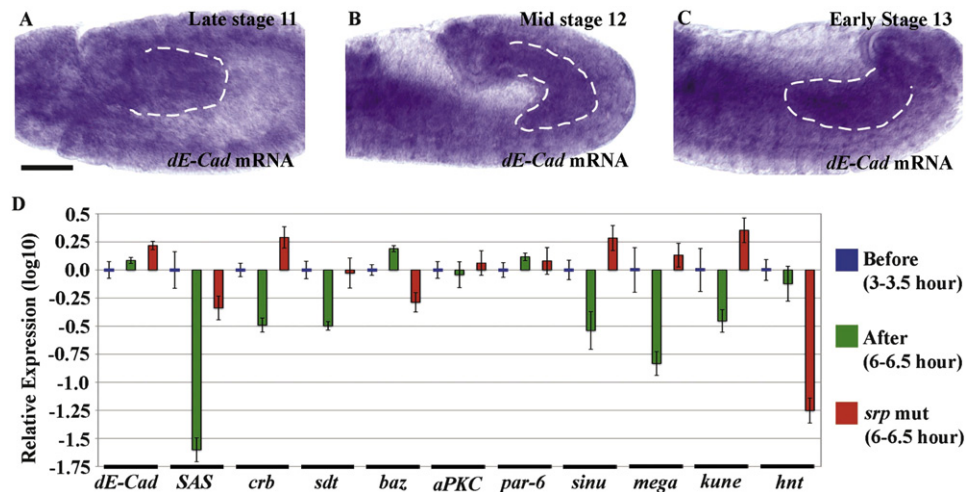 A
Late stage 11
dE-Cad mRNA
B
Mid stage 12
dE-Cad mRNA
C
Early Stage 13
dE-Cad mRNA
D
Relative Expression (log10)
0.5
0.25
0.0
-0.25
-0.5
-0.75
-1.0
-1.25
-1.5
-1.75
dE-Cad SAS crb sdt baz aPKC par-6 sinu mega kune hnt
Before
(3-3.5 hour)
After
(6-6.5 hour)
srp mut
(6-6.5 hour)